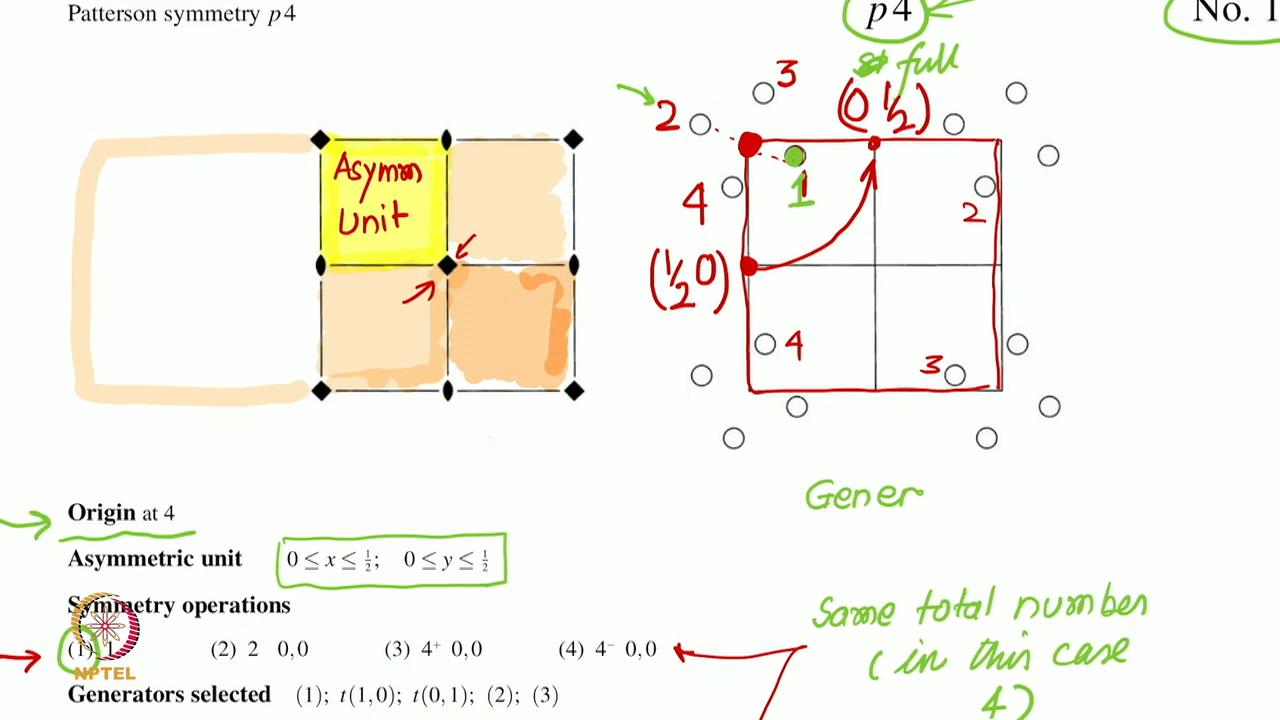 Patterson symmetry p4
p4
No. 1
full
3
(0 ½)
2
Asymm
Unit
1
4
2
(½ 0)
4
3
Gener
Origin at 4
Asymmetric unit 0 ≤ x ≤ ½; 0 ≤ y ≤ ½
Symmetry operations
Same total number
(in this case
4)
(1) 1 (2) 2 0,0 (3) 4⁺ 0,0 (4) 4⁻ 0,0
NPTEL
Generators selected (1); t(1,0); t(0,1); (2); (3)